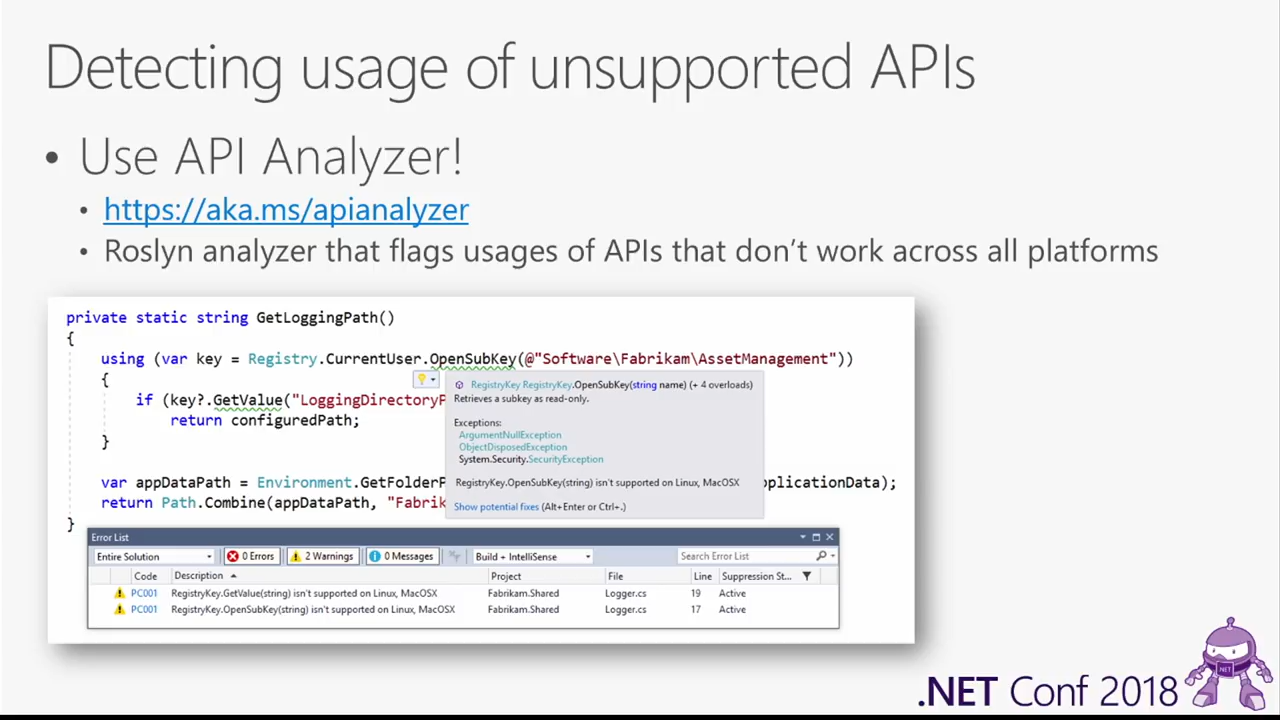 Detecting usage of unsupported APIs
• Use API Analyzer!
• https://aka.ms/apianalyzer
• Roslyn analyzer that flags usages of APIs that don't work across all platforms
private static string GetLoggingPath()
{
using (var key = Registry.CurrentUser.OpenSubKey(@"Software\Fabrikam\AssetManagement"))
{
if (key?.GetValue("LoggingDirectoryP
return configuredPath;
}
RegistryKey RegistryKey.OpenSubKey(string name) (+ 4 overloads)
Retrieves a subkey as read-only.
Exceptions:
ArgumentNullException
ObjectDisposedException
System.Security.SecurityException
RegistryKey.OpenSubKey(string) isn't supported on Linux, MacOSX
Show potential fixes (Alt+Enter or Ctrl+.)
var appDataPath = Environment.GetFolderP pplicationData);
return Path.Combine(appDataPath, "Fabrik
}
Error List
Entire Solution 0 Errors 2 Warnings 0 Messages Build + IntelliSense Search Error List
Code Description Project File Line Suppression St...
PC001 RegistryKey.GetValue(string) isn't supported on Linux, MacOSX Fabrikam.Shared Logger.cs 19 Active
PC001 RegistryKey.OpenSubKey(string) isn't supported on Linux, MacOSX Fabrikam.Shared Logger.cs 17 Active
.NET Conf 2018
.NET